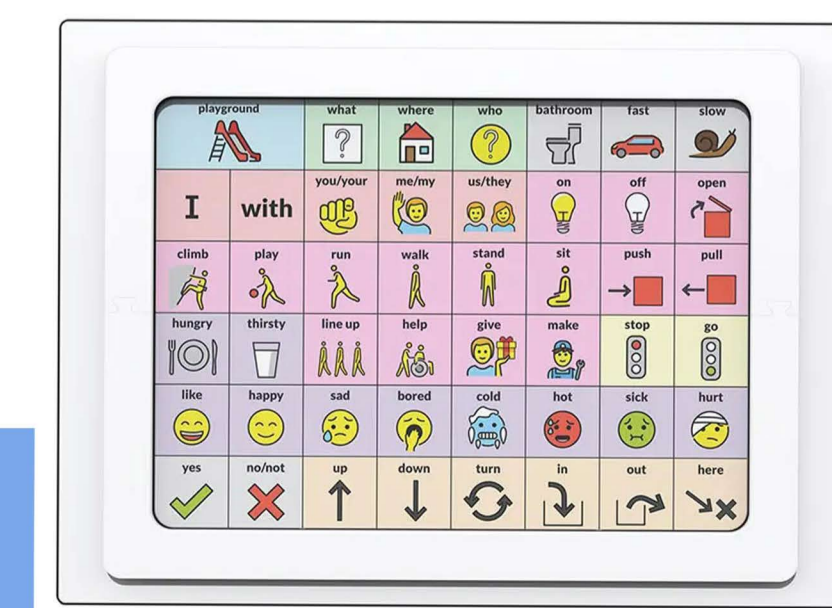 playground what where who bathroom fast slow
I with you/your me/my us/they on off open
climb play run walk stand sit push pull
hungry thirsty line up help give make stop go
like happy sad bored cold hot sick hurt
yes no/not up down turn in out here